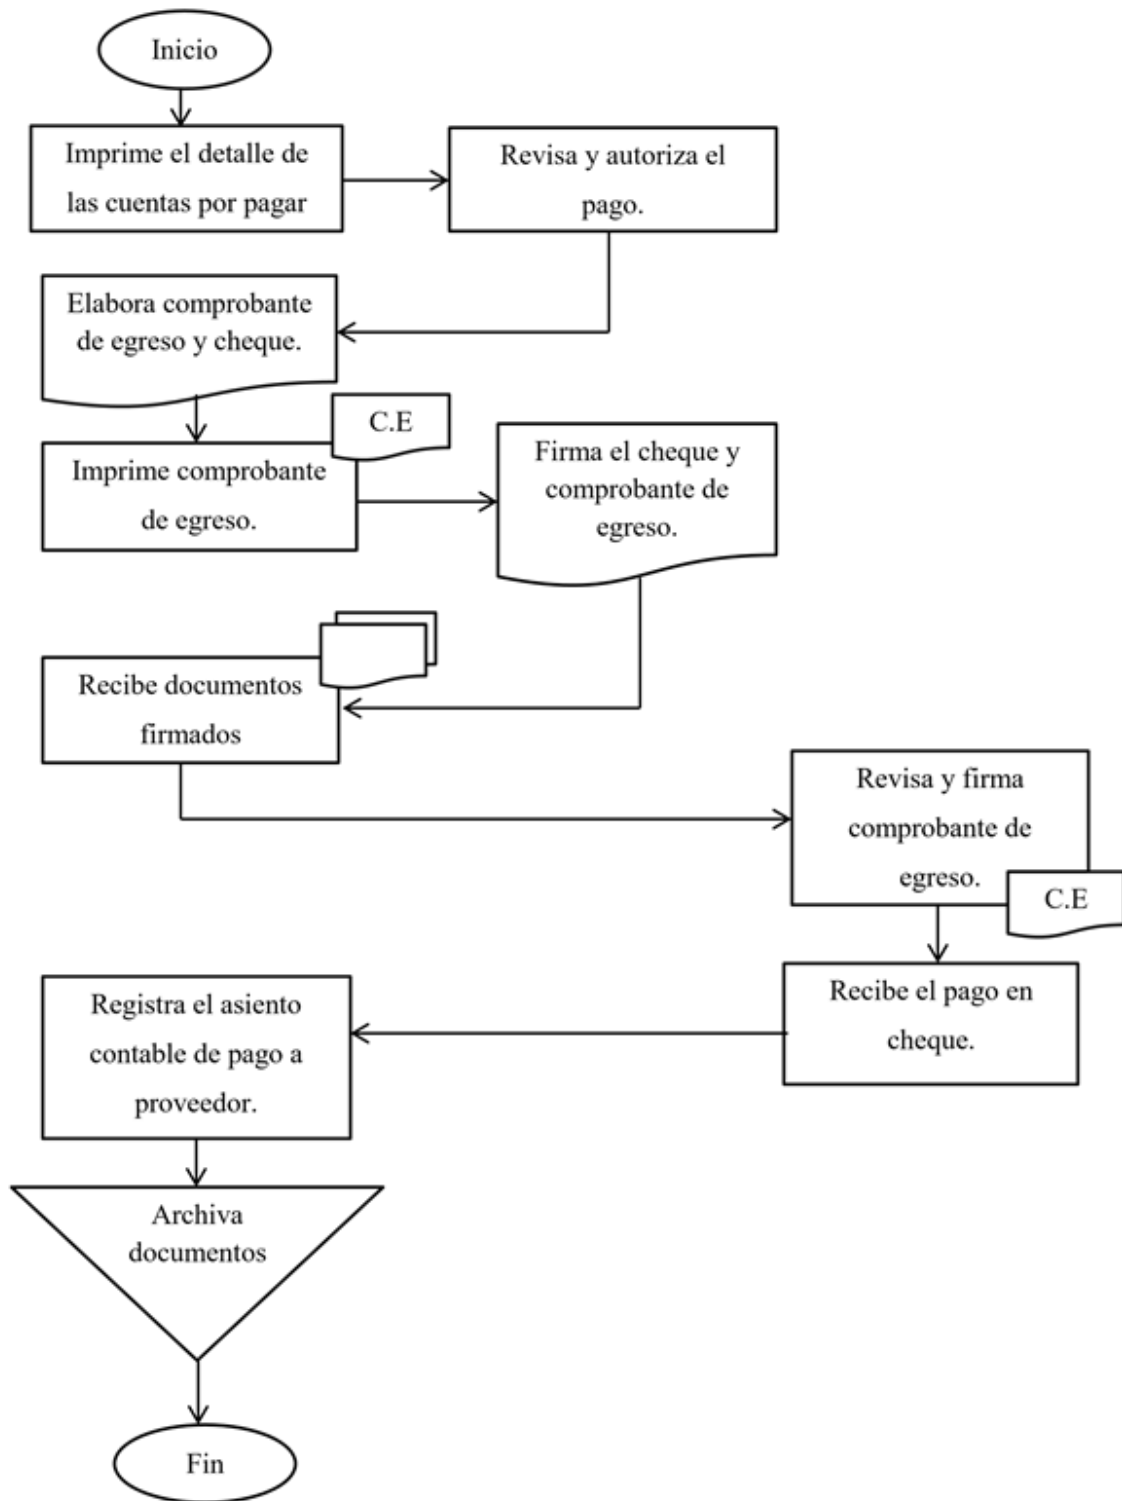 Inicio
Imprime el detalle de
las cuentas por pagar
Revisa y autoriza el
pago.
Elabora comprobante
de egreso y cheque.
C.E
Imprime comprobante
de egreso.
Firma el cheque y
comprobante de
egreso.
Recibe documentos
firmados
Revisa y firma
comprobante de
egreso.
C.E
Recibe el pago en
cheque.
Registra el asiento
contable de pago a
proveedor.
Archiva
documentos
Fin